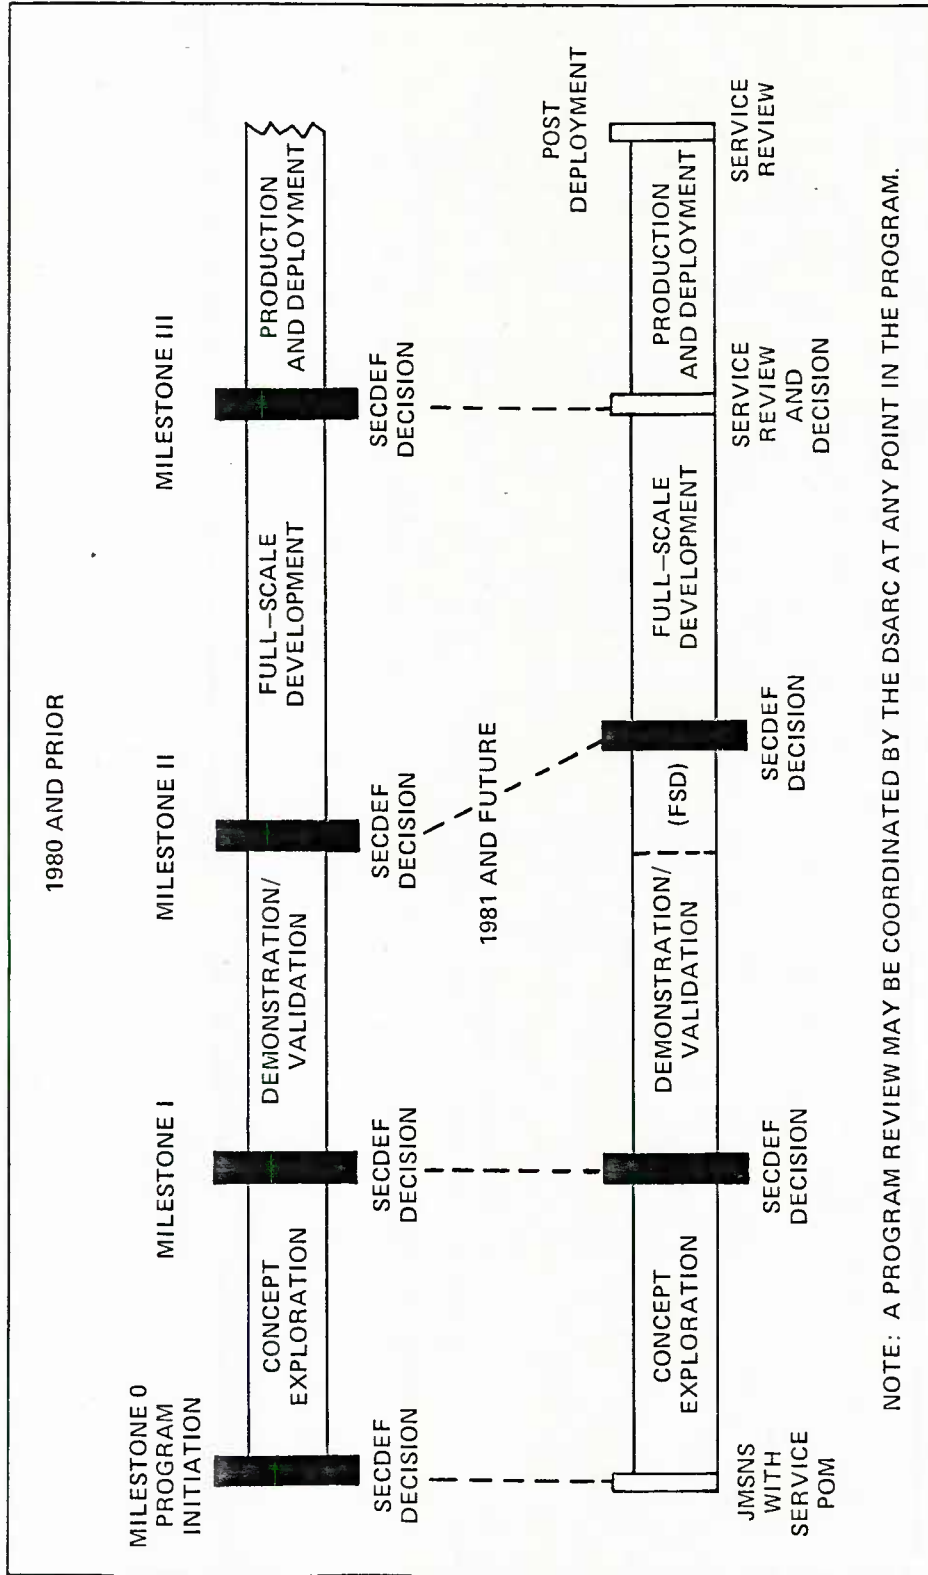 1980 AND PRIOR
MILESTONE 0
PROGRAM
INITIATION
MILESTONE I
MILESTONE II
MILESTONE III
CONCEPT
EXPLORATION
DEMONSTRATION/
VALIDATION
FULL–SCALE
DEVELOPMENT
PRODUCTION
AND DEPLOYMENT
SECDEF
DECISION
SECDEF
DECISION
SECDEF
DECISION
SECDEF
DECISION
1981 AND FUTURE
POST
DEPLOYMENT
CONCEPT
EXPLORATION
DEMONSTRATION/
VALIDATION
(FSD)
FULL–SCALE
DEVELOPMENT
PRODUCTION
AND DEPLOYMENT
JMSNS
WITH
SERVICE
POM
SECDEF
DECISION
SECDEF
DECISION
SERVICE
REVIEW
AND
DECISION
SERVICE
REVIEW
NOTE: A PROGRAM REVIEW MAY BE COORDINATED BY THE DSARC AT ANY POINT IN THE PROGRAM.